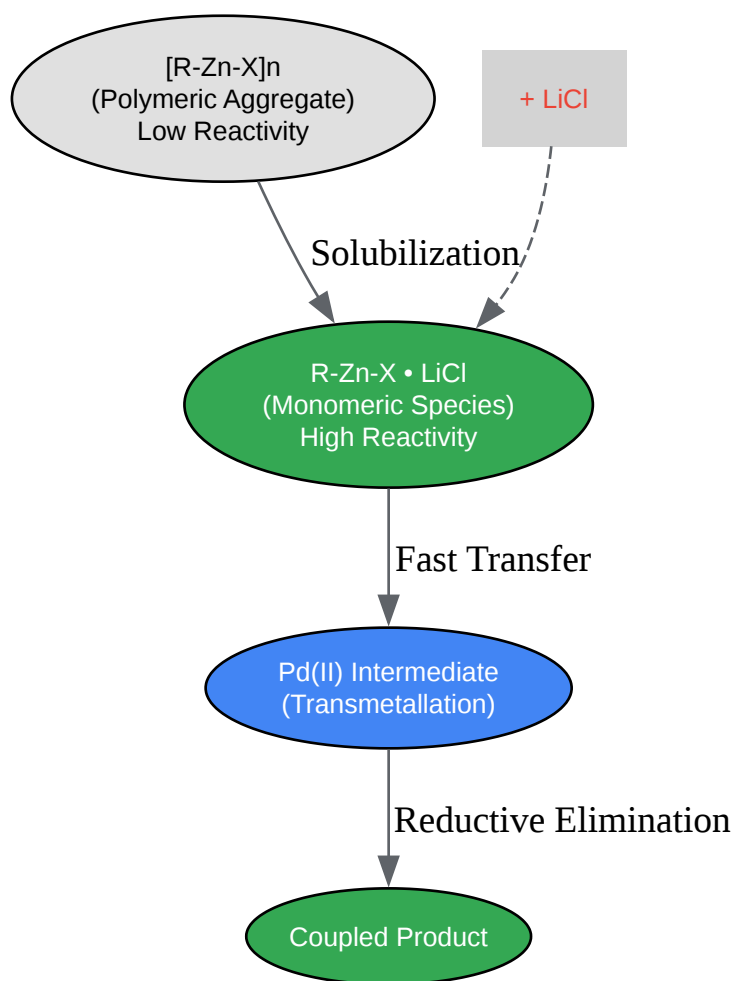 [R-Zn-X]n
(Polymeric Aggregate)
Low Reactivity
+ LiCl
Solubilization
R-Zn-X • LiCl
(Monomeric Species)
High Reactivity
Fast Transfer
Pd(II) Intermediate
(Transmetallation)
Reductive Elimination
Coupled Product